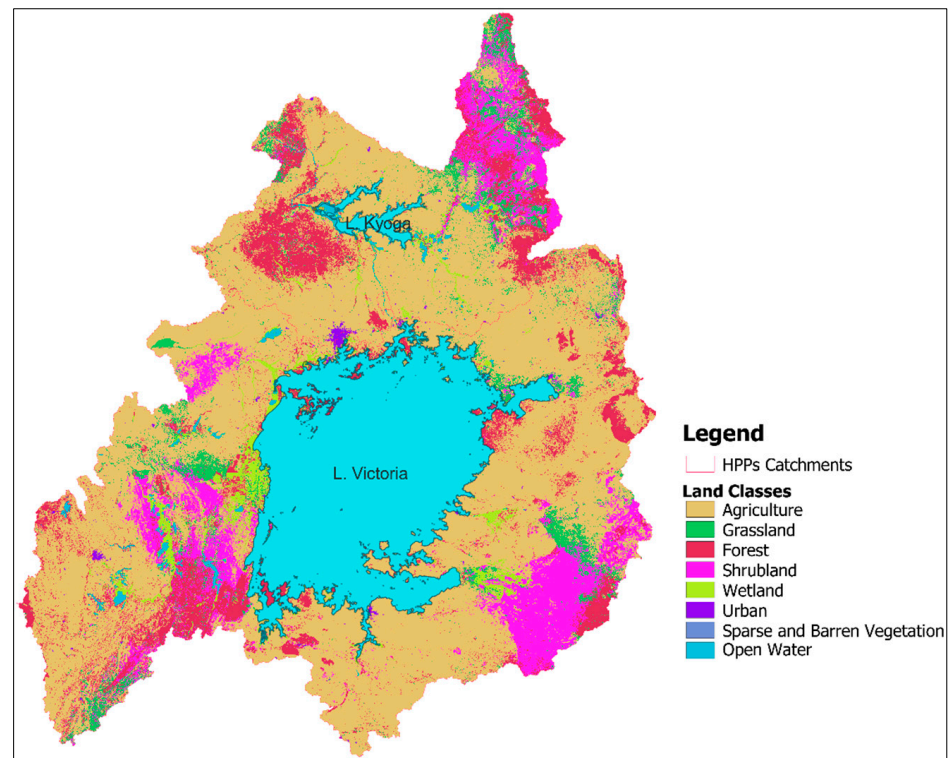 L. Kyoga
L. Victoria
Legend
HPPs Catchments
Land Classes
Agriculture
Grassland
Forest
Shrubland
Wetland
Urban
Sparse and Barren Vegetation
Open Water